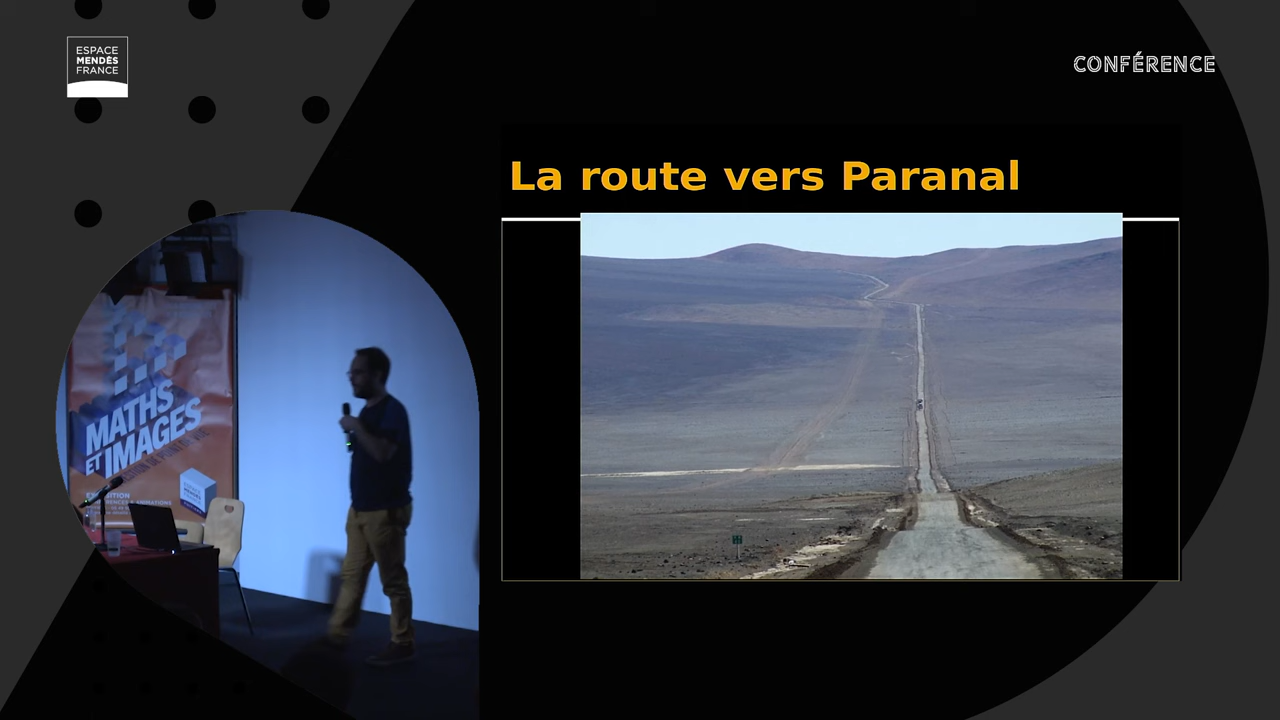 ESPACE
MENDÈS
FRANCE
CONFÉRENCE
La route vers Paranal
MATHS
ET IMAGES